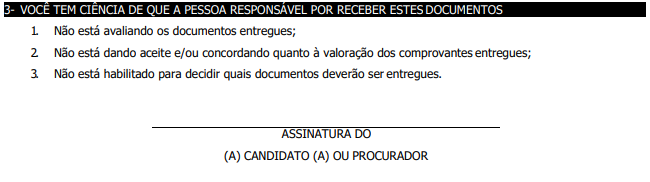 3- VOCÊ TEM CIÊNCIA DE QUE A PESSOA RESPONSÁVEL POR RECEBER ESTES DOCUMENTOS
1. Não está avaliando os documentos entregues;
2. Não está dando aceite e/ou concordando quanto à valoração dos comprovantes entregues;
3. Não está habilitado para decidir quais documentos deverão ser entregues.
ASSINATURA DO
(A) CANDIDATO (A) OU PROCURADOR